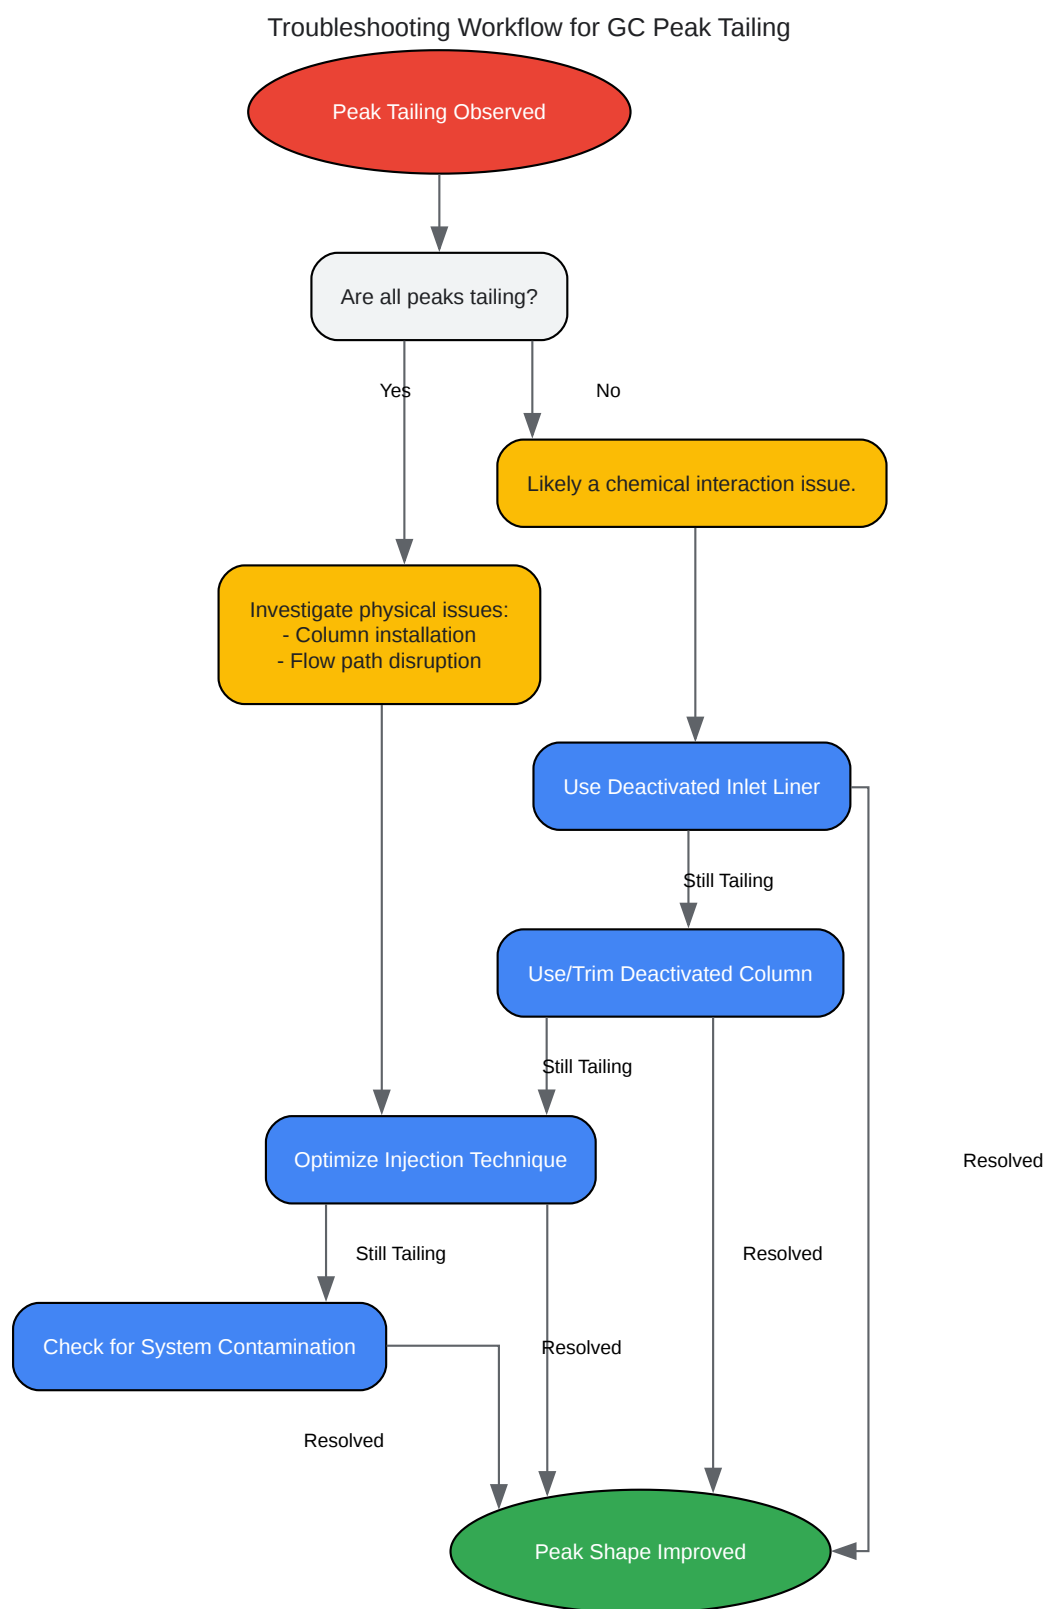 Troubleshooting Workflow for GC Peak Tailing
Peak Tailing Observed
Are all peaks tailing?
Yes
No
Likely a chemical interaction issue.
Investigate physical issues:
- Column installation
- Flow path disruption
Use Deactivated Inlet Liner
Still Tailing
Use/Trim Deactivated Column
Still Tailing
Optimize Injection Technique
Resolved
Still Tailing
Resolved
Check for System Contamination
Resolved
Resolved
Peak Shape Improved